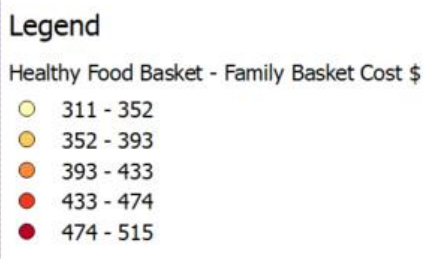 Legend
Healthy Food Basket - Family Basket Cost $
311 - 352
352 - 393
393 - 433
433 - 474
474 - 515